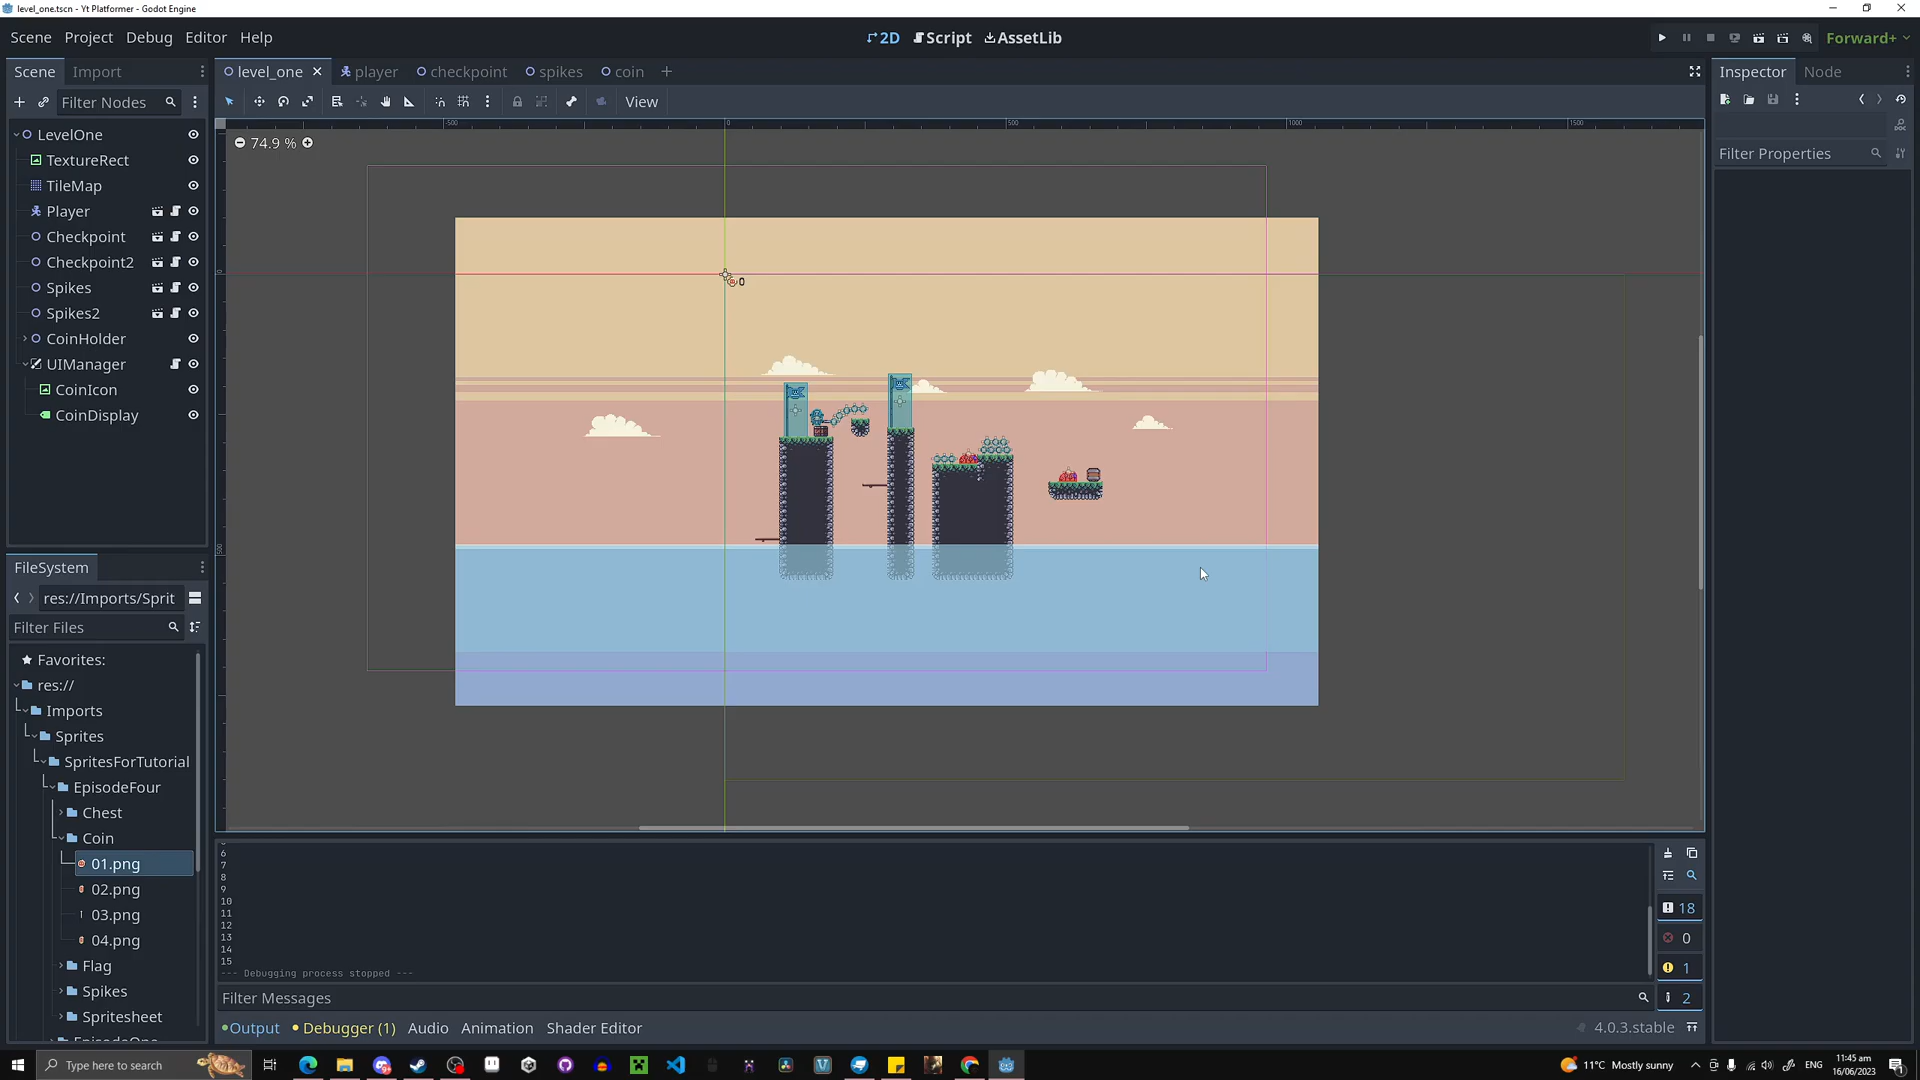 level_one.tscn - Yt Platformer - Godot Engine
Scene Project Debug Editor Help
2D Script AssetLib
Forward+
Scene Import
level_one player checkpoint spikes coin
Inspector Node
Filter Nodes
View
74.9 %
-500 0 500 1000 1500
Filter Properties
LevelOne
TextureRect
TileMap
Player
Checkpoint
Checkpoint2
Spikes
Spikes2
CoinHolder
UIManager
CoinIcon
CoinDisplay
0
0
500
FileSystem
res://Imports/Sprit
Filter Files
Favorites:
res://
Imports
Sprites
SpritesForTutorial
EpisodeFour
Chest
Coin
01.png
02.png
03.png
04.png
Flag
Spikes
Spritesheet
6
7
8
9
10
11
12
13
14
15
--- Debugging process stopped ---
18
0
1
2
Filter Messages
Output Debugger (1) Audio Animation Shader Editor
4.0.3.stable
Type here to search
11°C Mostly sunny
ENG
11:45 am
16/06/2023